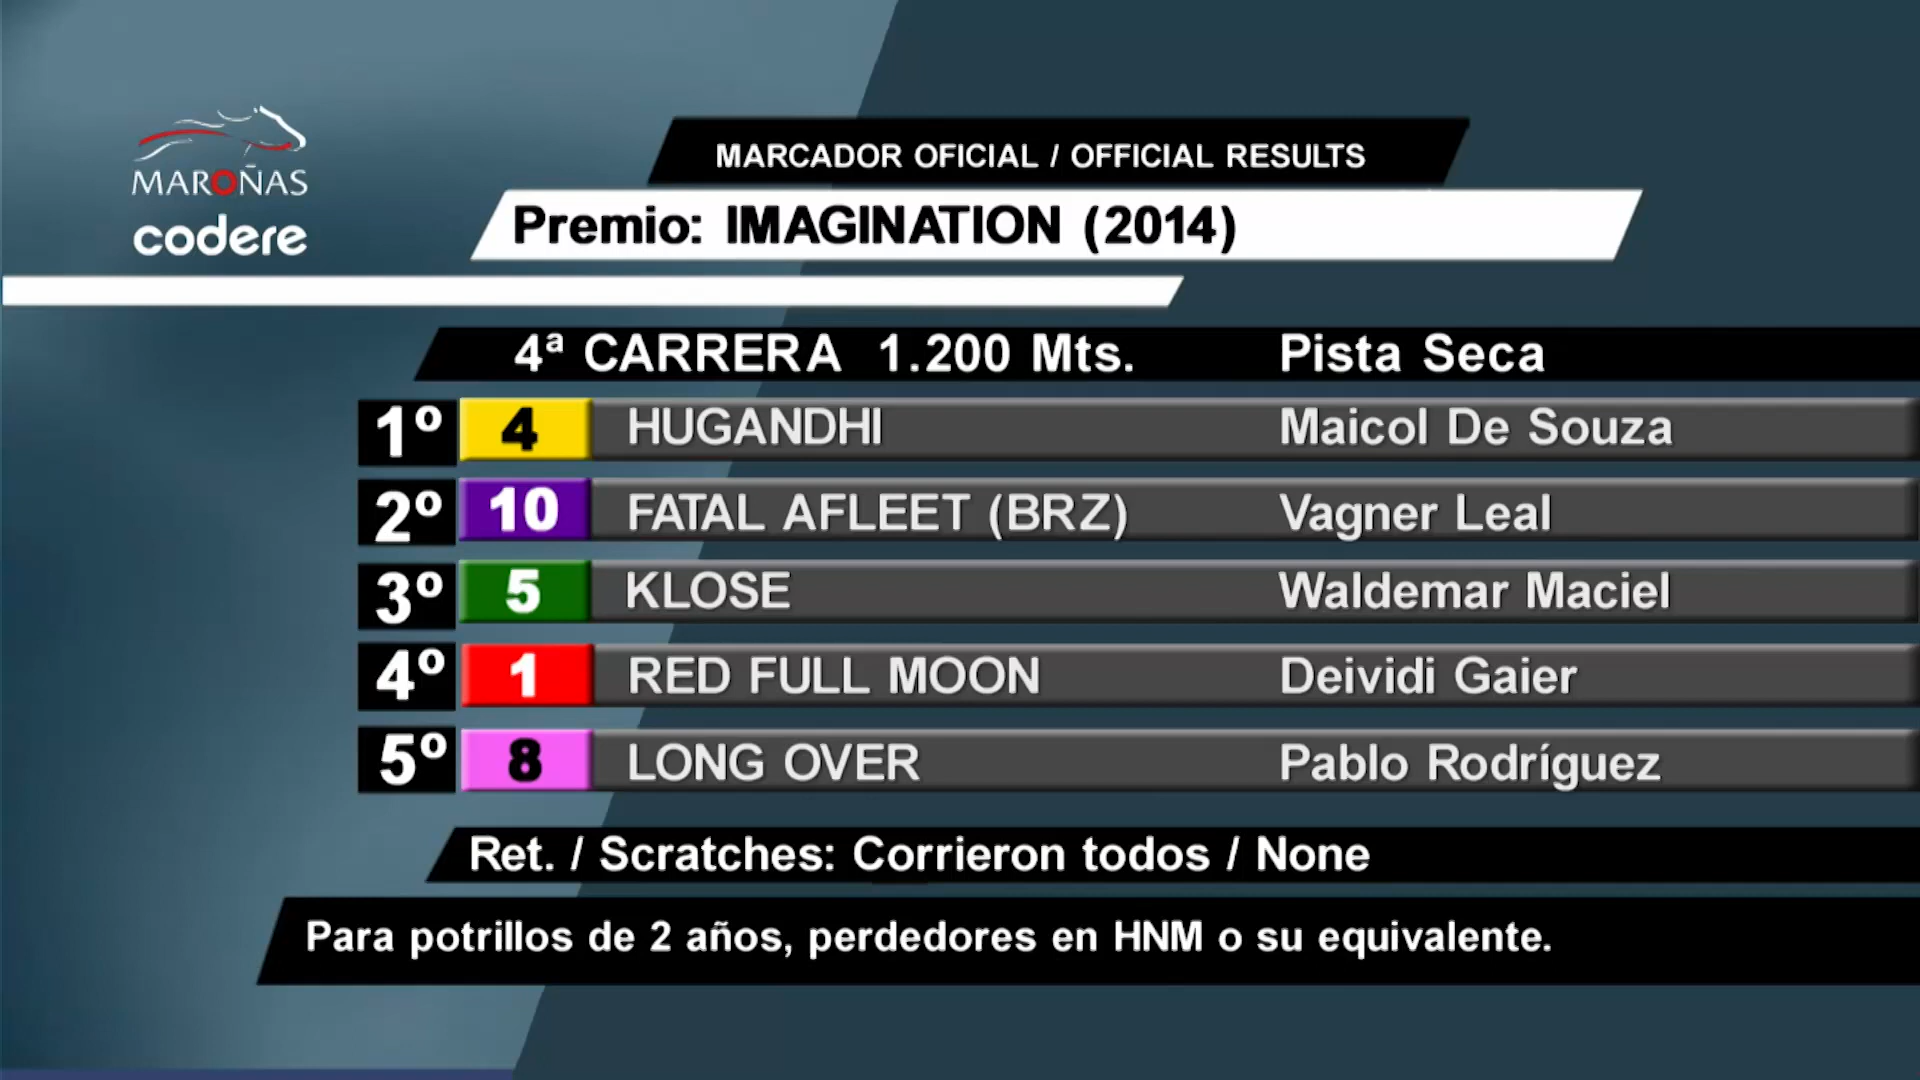 MAROÑAS
codere
MARCADOR OFICIAL / OFFICIAL RESULTS
Premio: IMAGINATION (2014)
4ª CARRERA 1.200 Mts. Pista Seca
1º 4 HUGANDHI Maicol De Souza
2º 10 FATAL AFLEET (BRZ) Vagner Leal
3º 5 KLOSE Waldemar Maciel
4º 1 RED FULL MOON Deividi Gaier
5º 8 LONG OVER Pablo Rodríguez
Ret. / Scratches: Corrieron todos / None
Para potrillos de 2 años, perdedores en HNM o su equivalente.